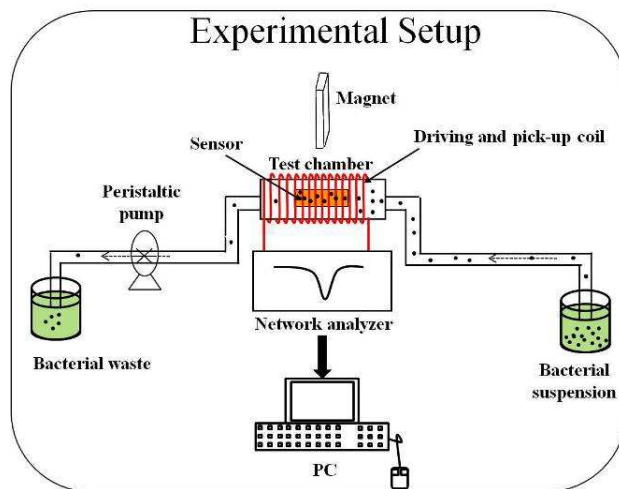 Experimental Setup
Magnet
Driving and pick-up coil
Sensor
Test chamber
Peristaltic
pump
Network analyzer
Bacterial waste
Bacterial
suspension
PC